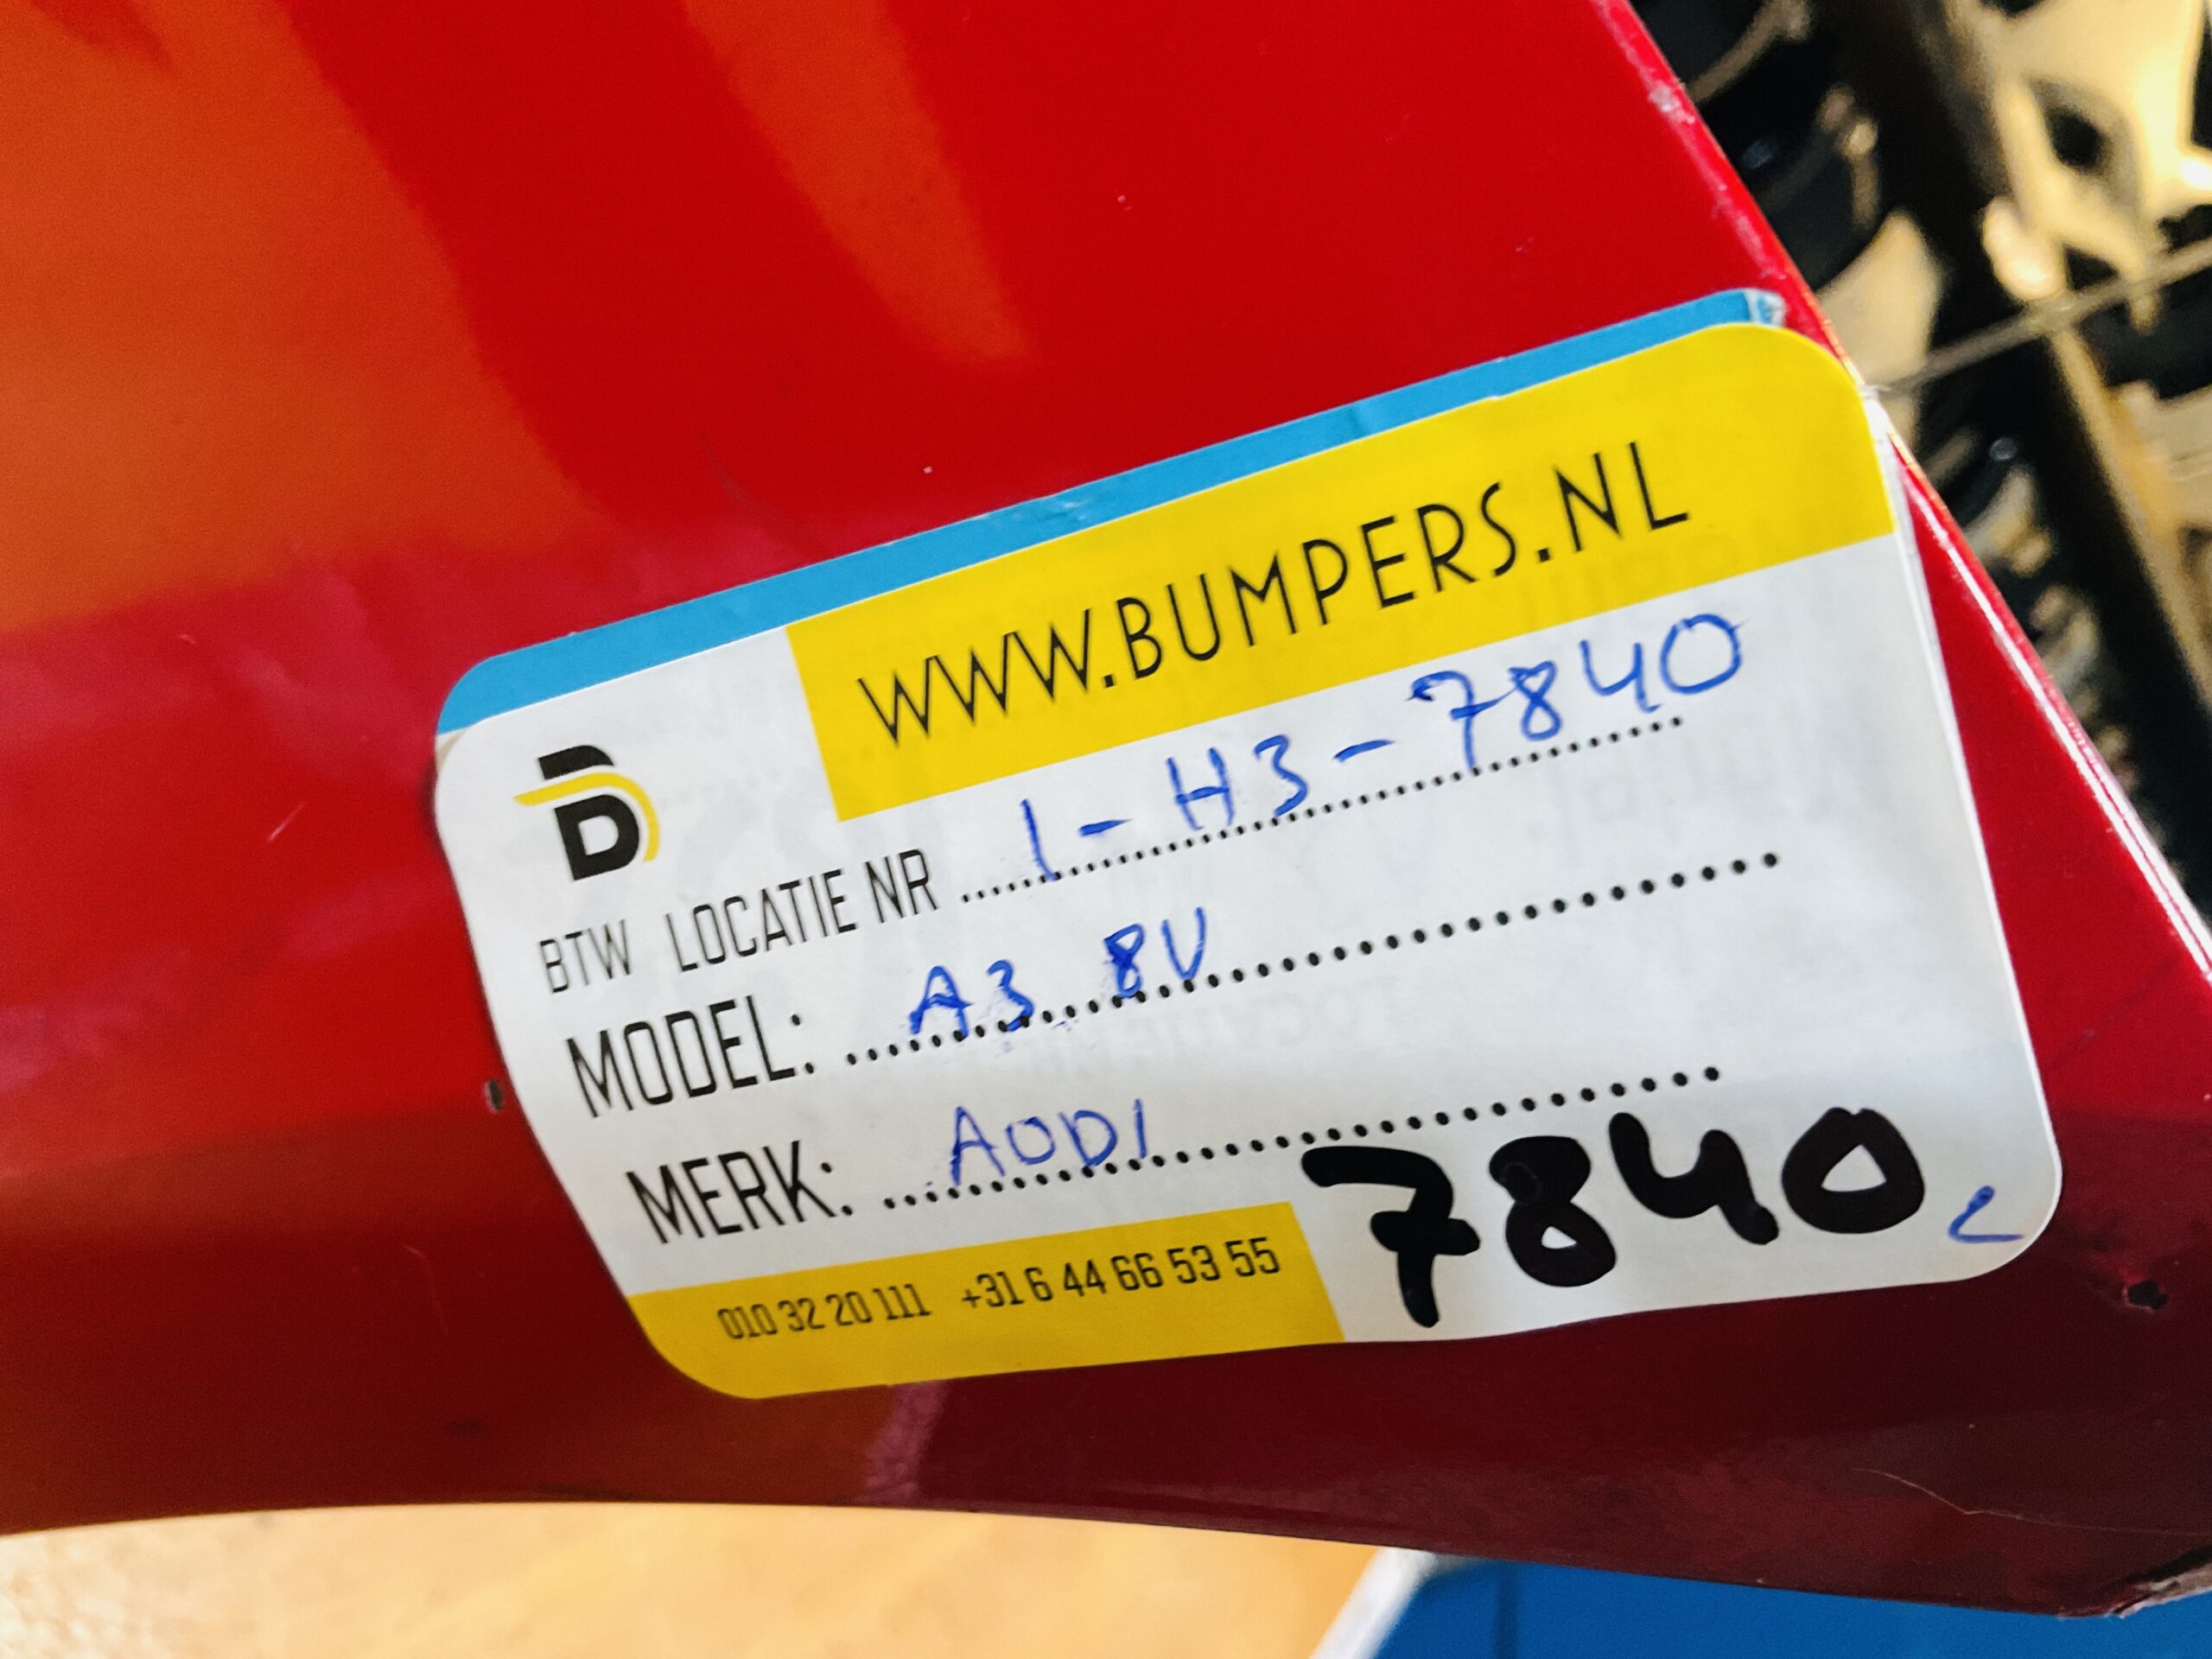 WWW.BUMPERS.NL
BTW LOCATIE NR 1-H3-7840
MODEL: A3 8V
MERK: AUDI
7840
010 32 20 111 +31 6 44 66 53 55